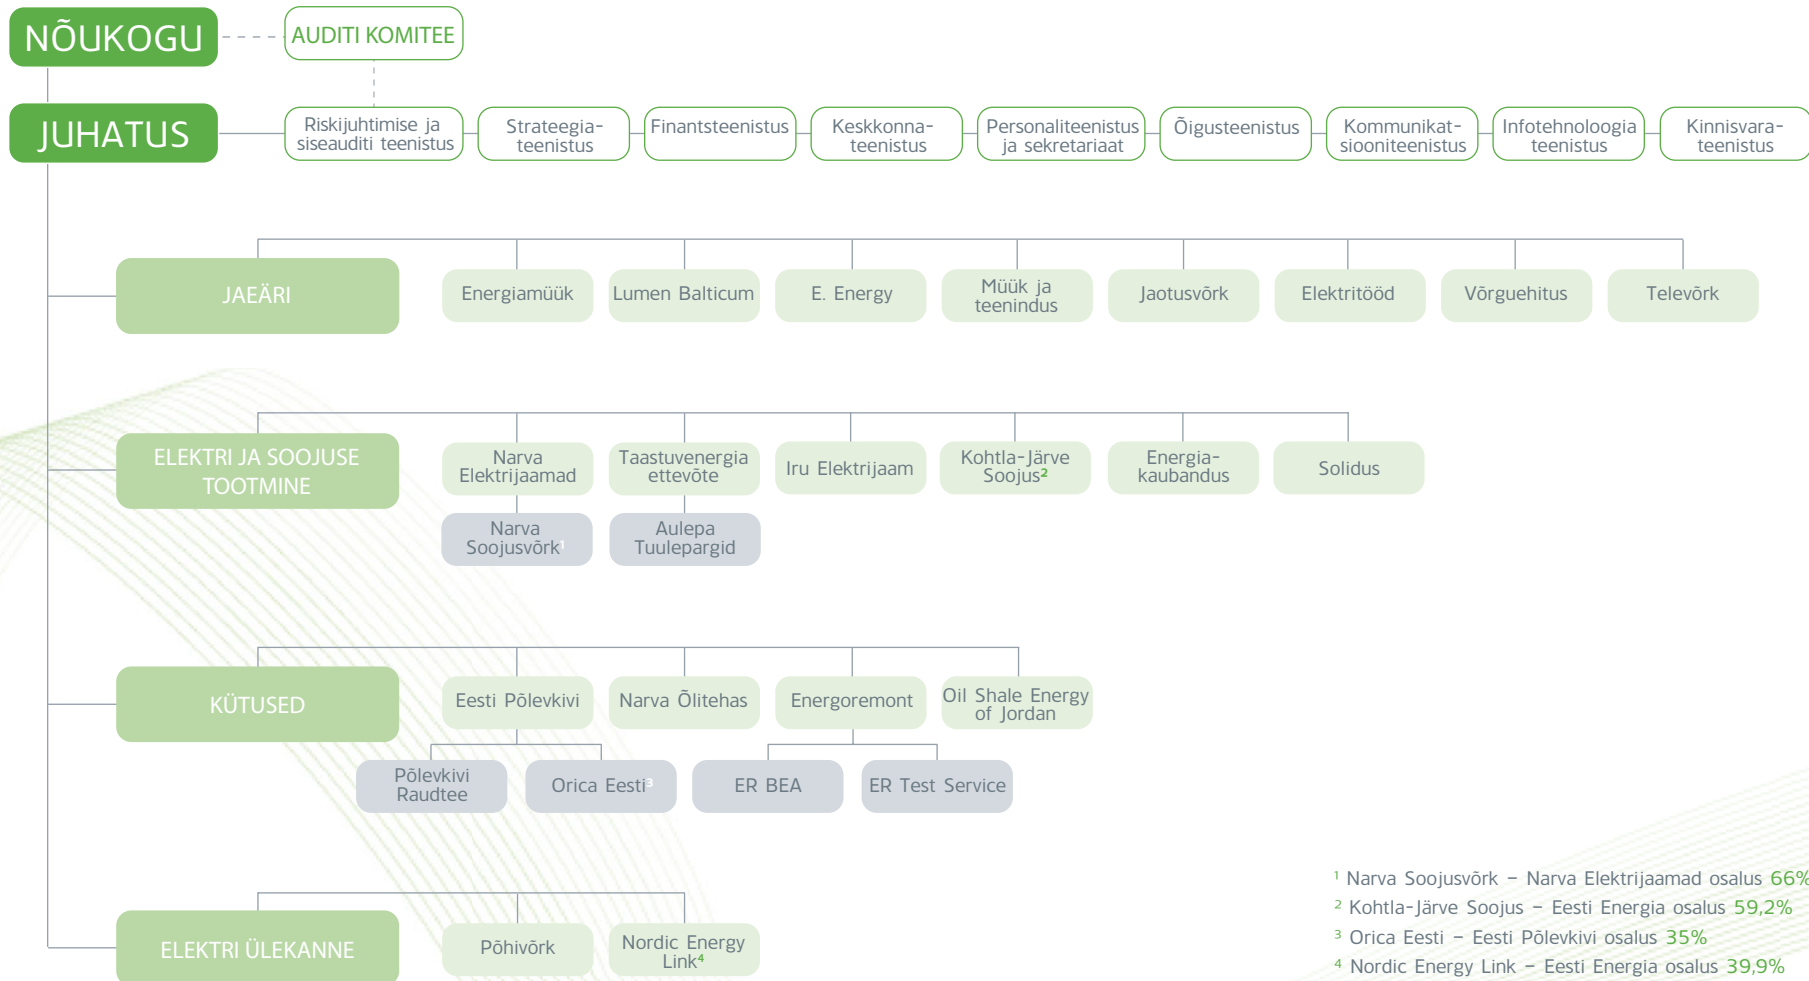 NÕUKOGU
AUDITI KOMITEE
JUHATUS
Riskijuhtimise ja
siseauditi teenistus
Strateegia-
teenistus
Finantsteenistus
Keskkonna-
teenistus
Personaliteenistus
ja sekretariaat
Õigusteenistus
Kommunikat-
siooniteenistus
Infotehnoloogia
teenistus
Kinnisvara-
teenistus
JAEÄRI
Energiamüük
Lumen Balticum
E. Energy
Müük ja
teenindus
Jaotusvõrk
Elektritööd
Võrguehitus
Televõrk
ELEKTRI JA SOOJUSE
TOOTMINE
Narva
Elektrijaamad
Taastuvenergia
ettevõte
Iru Elektrijaam
Kohtla-Järve
Soojus²
Energia-
kaubandus
Solidus
Narva
Soojusvõrk¹
Aulepa
Tuulepargid
KÜTUSED
Eesti Põlevkivi
Narva Õlitehas
Energoremont
Oil Shale Energy
of Jordan
Põlevkivi
Raudtee
Orica Eesti³
ER BEA
ER Test Service
ELEKTRI ÜLEKANNE
Põhivõrk
Nordic Energy
Link⁴
¹ Narva Soojusvõrk – Narva Elektrijaamad osalus 66%
² Kohtla-Järve Soojus – Eesti Energia osalus 59,2%
³ Orica Eesti – Eesti Põlevkivi osalus 35%
⁴ Nordic Energy Link – Eesti Energia osalus 39,9%